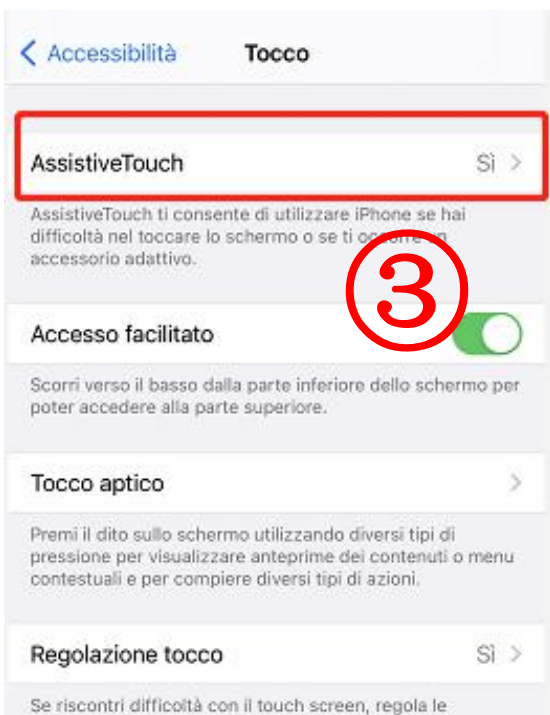 Accessibilità Tocco
AssistiveTouch Sì
AssistiveTouch ti consente di utilizzare iPhone se hai
difficoltà nel toccare lo schermo o se ti occorre un
accessorio adattivo.
③
Accesso facilitato
Scorri verso il basso dalla parte inferiore dello schermo per
poter accedere alla parte superiore.
Tocco aptico
Premi il dito sullo schermo utilizzando diversi tipi di
pressione per visualizzare anteprime dei contenuti o menu
contestuali e per compiere diversi tipi di azioni.
Regolazione tocco Sì
Se riscontri difficoltà con il touch screen, regola le